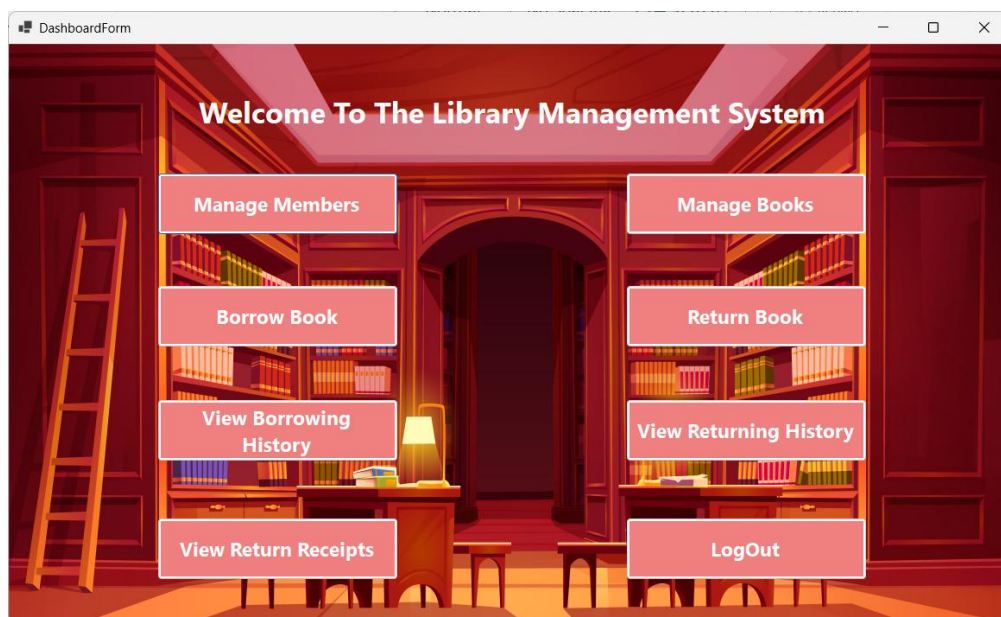 DashboardForm
Welcome To The Library Management System
Manage Members
Manage Books
Borrow Book
Return Book
View Borrowing
History
View Returning History
View Return Receipts
LogOut